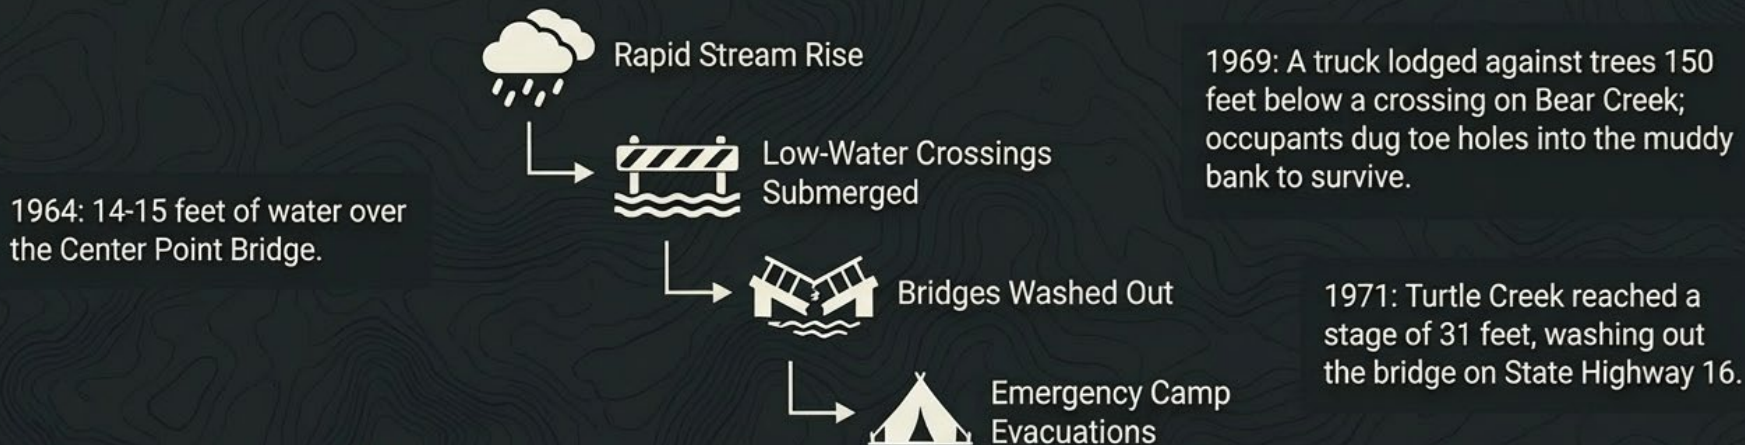 Rapid Stream Rise
Low-Water Crossings
Submerged
Bridges Washed Out
Emergency Camp
Evacuations
1964: 14-15 feet of water over
the Center Point Bridge.
1969: A truck lodged against trees 150
feet below a crossing on Bear Creek;
occupants dug toe holes into the muddy
bank to survive.
1971: Turtle Creek reached a
stage of 31 feet, washing out
the bridge on State Highway 16.